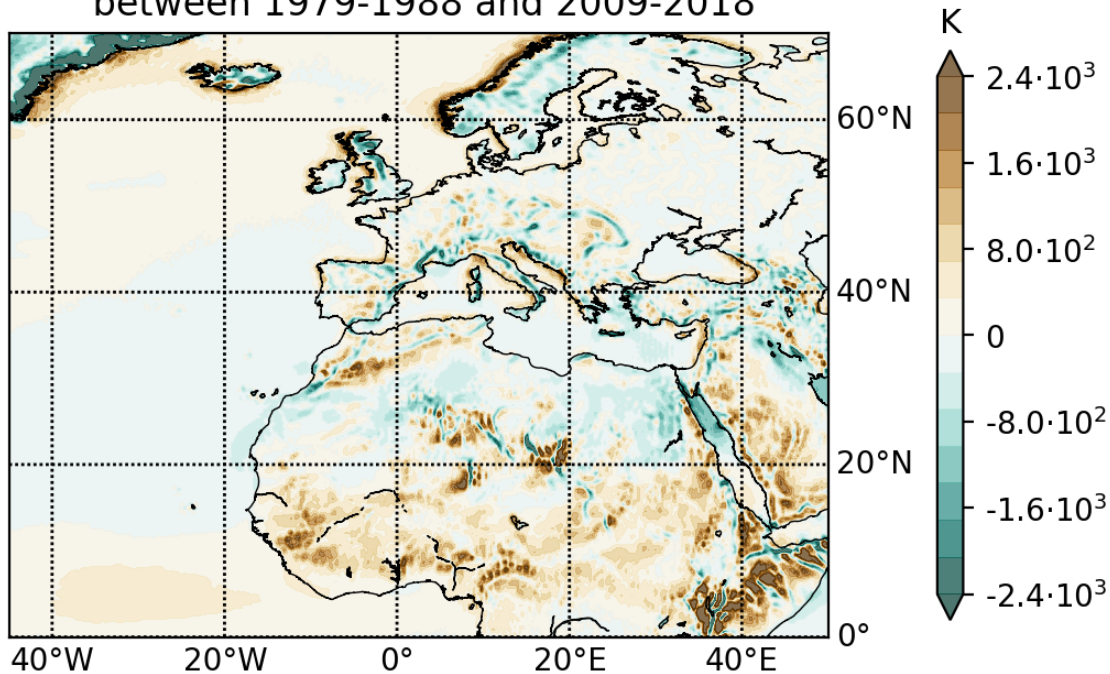 between 1979-1988 and 2009-2018
K
2.4·10³
1.6·10³
8.0·10²
0
-8.0·10²
-1.6·10³
-2.4·10³
60°N
40°N
20°N
0°
40°W 20°W 0° 20°E 40°E